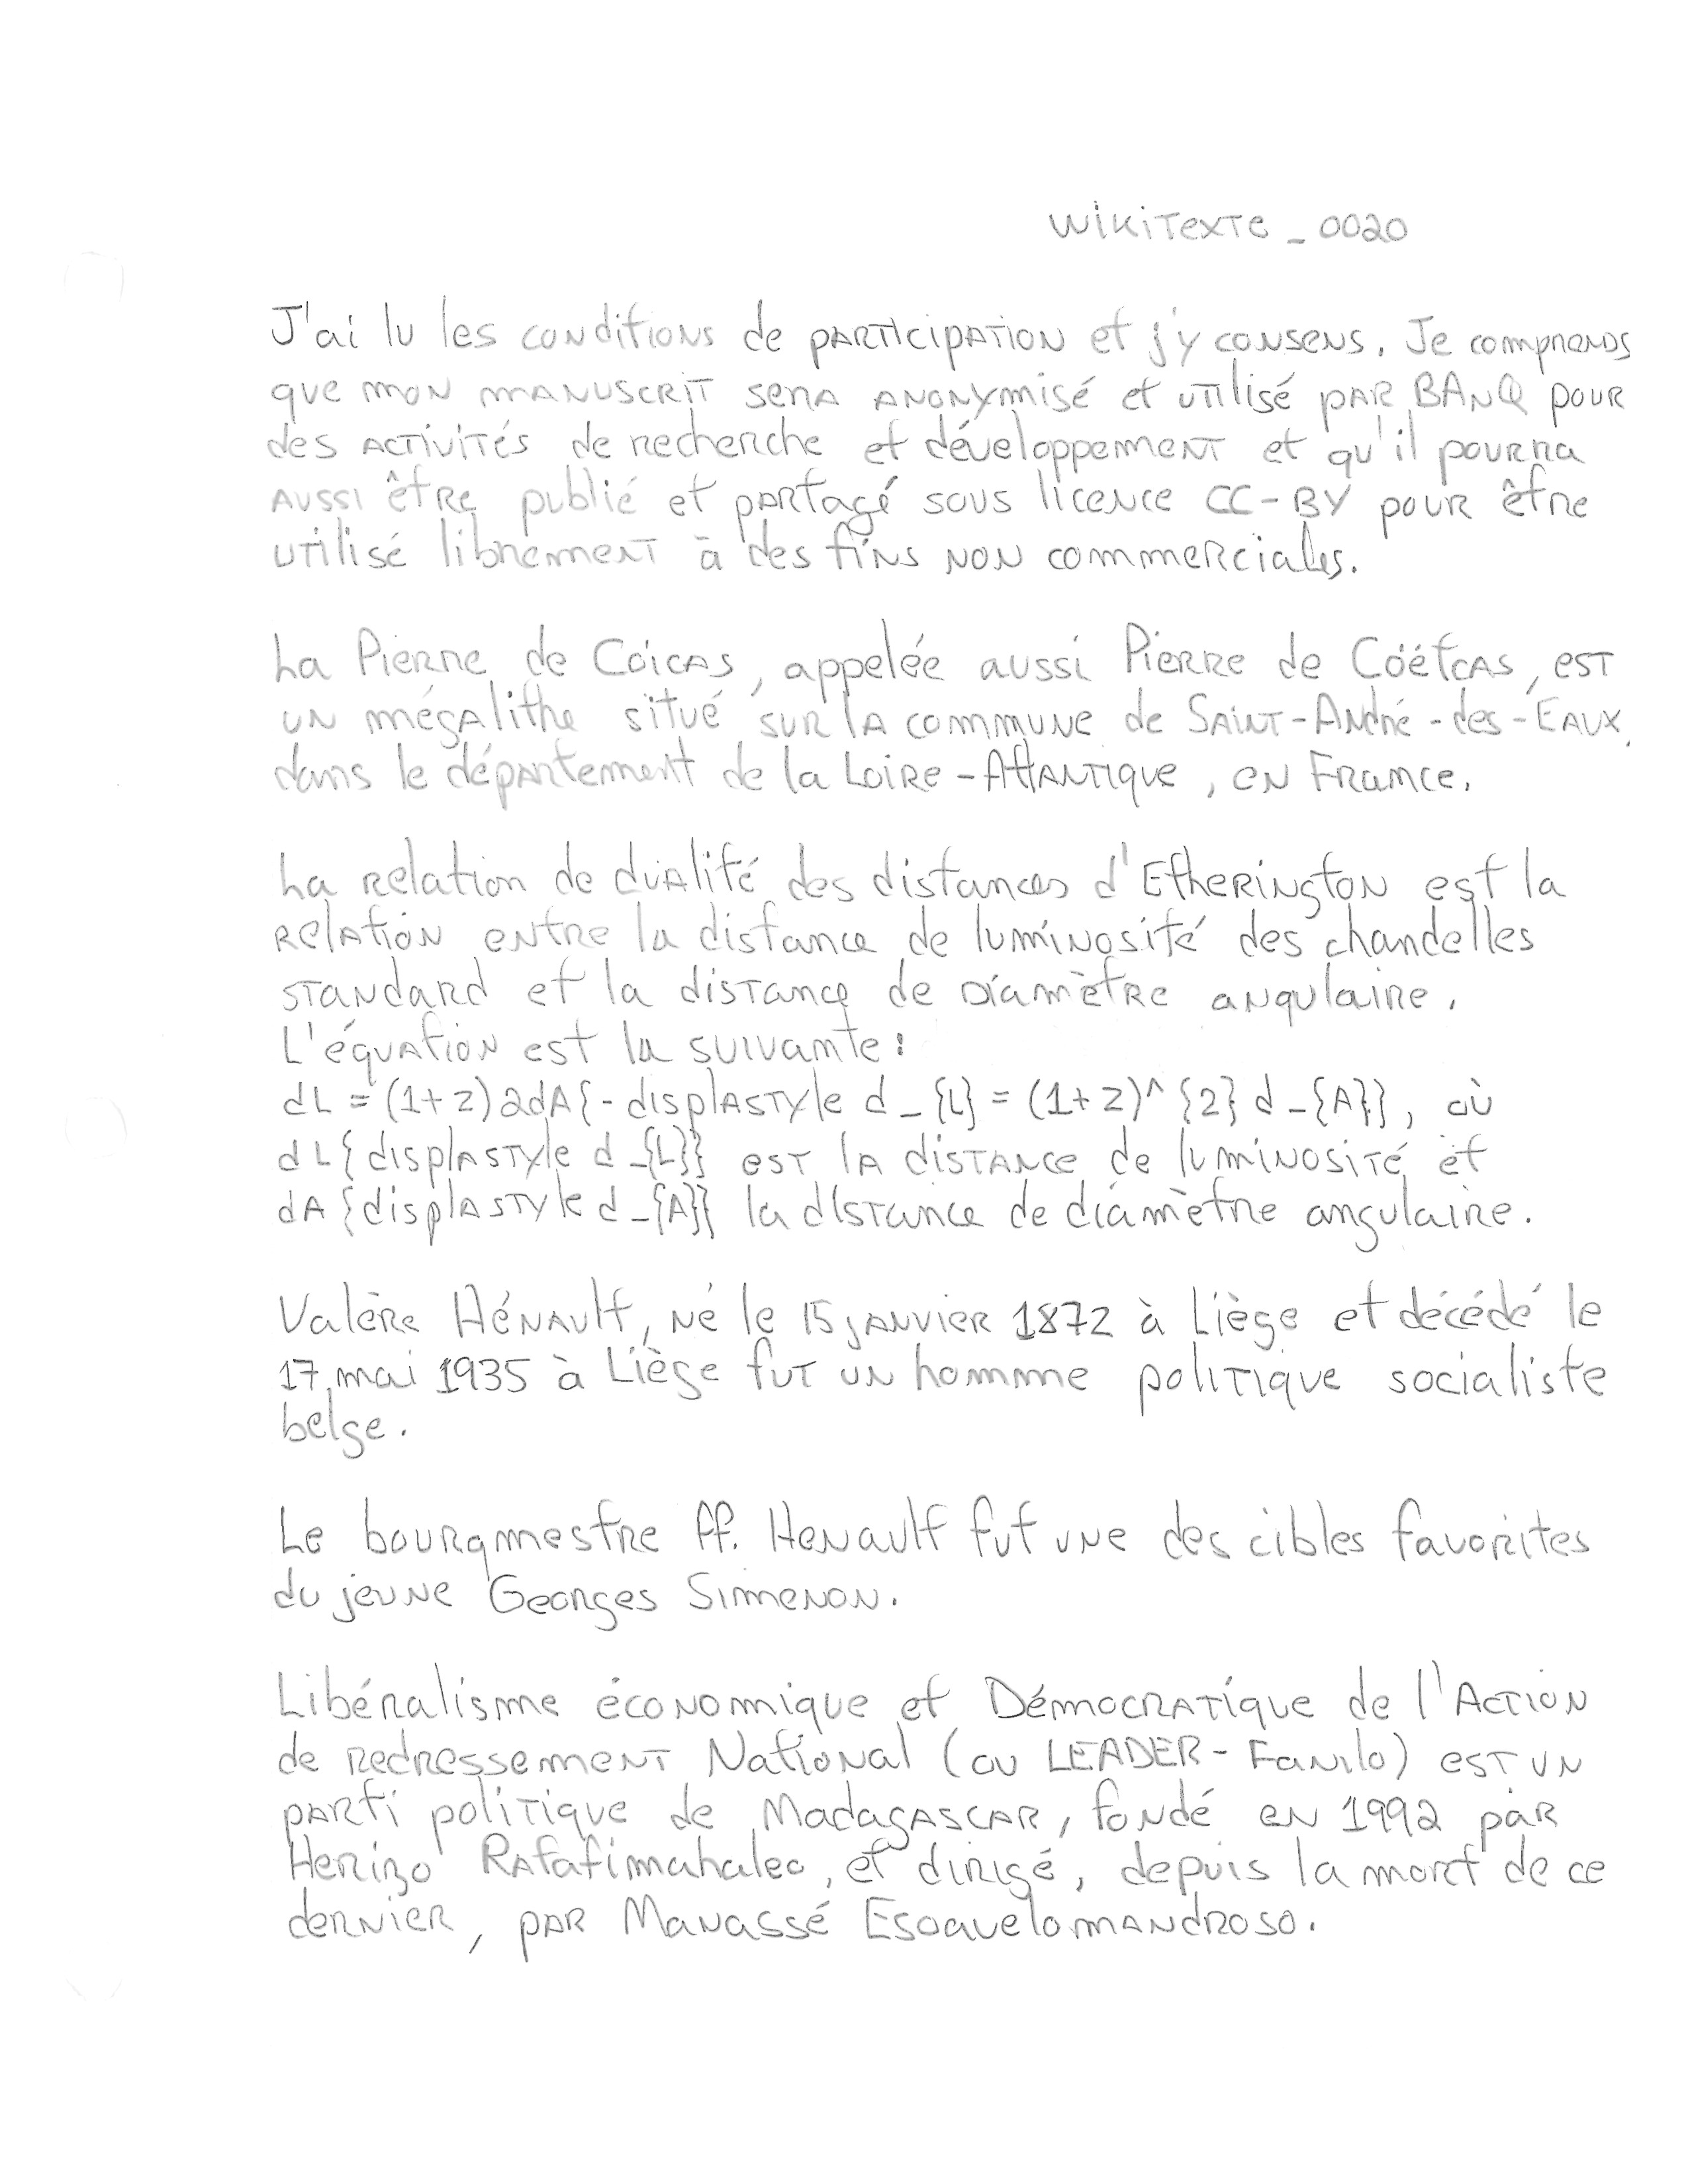 Wikitexte_0020
J'ai lu les conditions de participation et j'y consens. Je comprends
que mon manuscrit sera anonymisé et utilisé par BAnQ pour
des activités de recherche et développement et qu'il pourra
aussi être publié et partagé sous licence CC-BY pour être
utilisé librement à des fins non commerciales.
La Pierre de Coicas, appelée aussi Pierre de Coëtcas, est
un mégalithe situé sur la commune de Saint-André-des-Eaux,
dans le département de la Loire-Atlantique, en France.
La relation de dualité des distances d'Etherington est la
relation entre la distance de luminosité des chandelles
standard et la distance de diamètre angulaire.
L'équation est la suivante :
dL = (1+z)2dA{-displastyle d_{L} = (1+z)^{2} d_{A}}, où
dL{displastyle d_{L}} est la distance de luminosité et
dA{displastyle d_{A}} la distance de diamètre angulaire.
Valère Hénault, né le 15 janvier 1872 à Liège et décédé le
17 mai 1935 à Liège fut un homme politique socialiste
belge.
Le bourgmestre ff. Henault fut une des cibles favorites
du jeune Georges Simenon.
Libéralisme économique et Démocratique de l'Action
de redressement National (ou LEADER-Fanilo) est un
parti politique de Madagascar, fondé en 1992 par
Herizo Rafafimahaleo, et dirigé, depuis la mort de ce
dernier, par Manassé Esoavelomandroso.